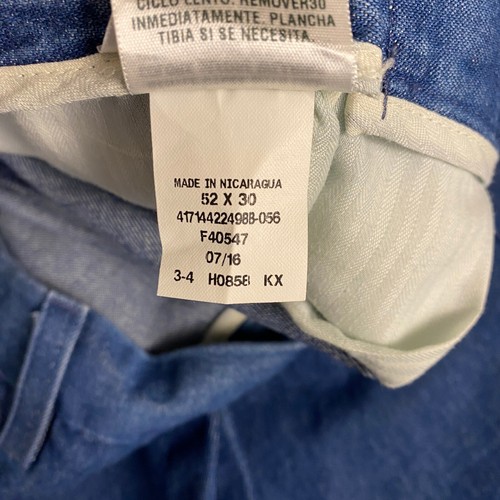 CICLO LENTO. REMOVER30
INMEDIATAMENTE. PLANCHA
TIBIA SI SE NECESITA.
MADE IN NICARAGUA
52 X 30
41714422498B-056
F40547
07/16
3-4 H0858 KX